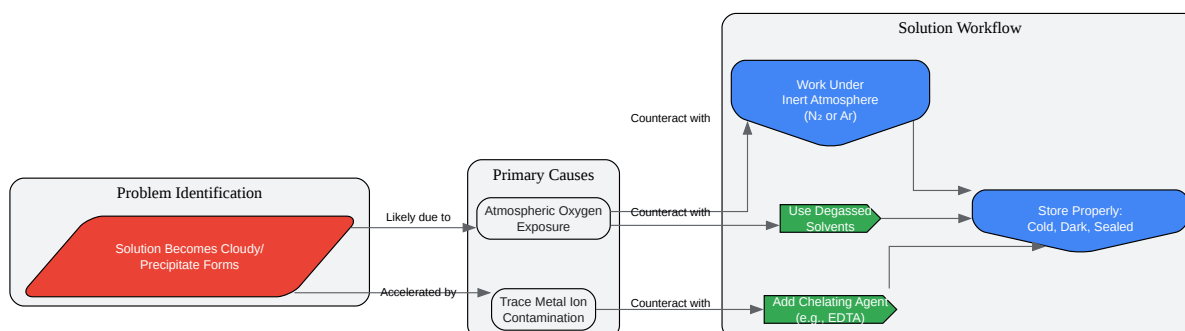 Problem Identification
Solution Becomes Cloudy/
Precipitate Forms
Likely due to
Accelerated by
Primary Causes
Atmospheric Oxygen
Exposure
Trace Metal Ion
Contamination
Counteract with
Counteract with
Counteract with
Solution Workflow
Work Under
Inert Atmosphere
(N₂ or Ar)
Use Degassed
Solvents
Add Chelating Agent
(e.g., EDTA)
Store Properly:
Cold, Dark, Sealed